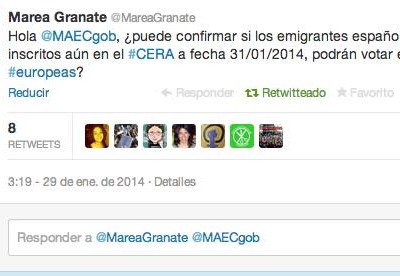 Marea Granate @MareaGranate
Hola @MAECgob, ¿puede confirmar si los emigrantes españo
inscritos aún en el #CERA a fecha 31/01/2014, podrán votar e
#europeas?
Reducir Responder Retwitteado Favorito
8
RETWEETS
3:19 - 29 de ene. de 2014 · Detalles
Responder a @MareaGranate @MAECgob